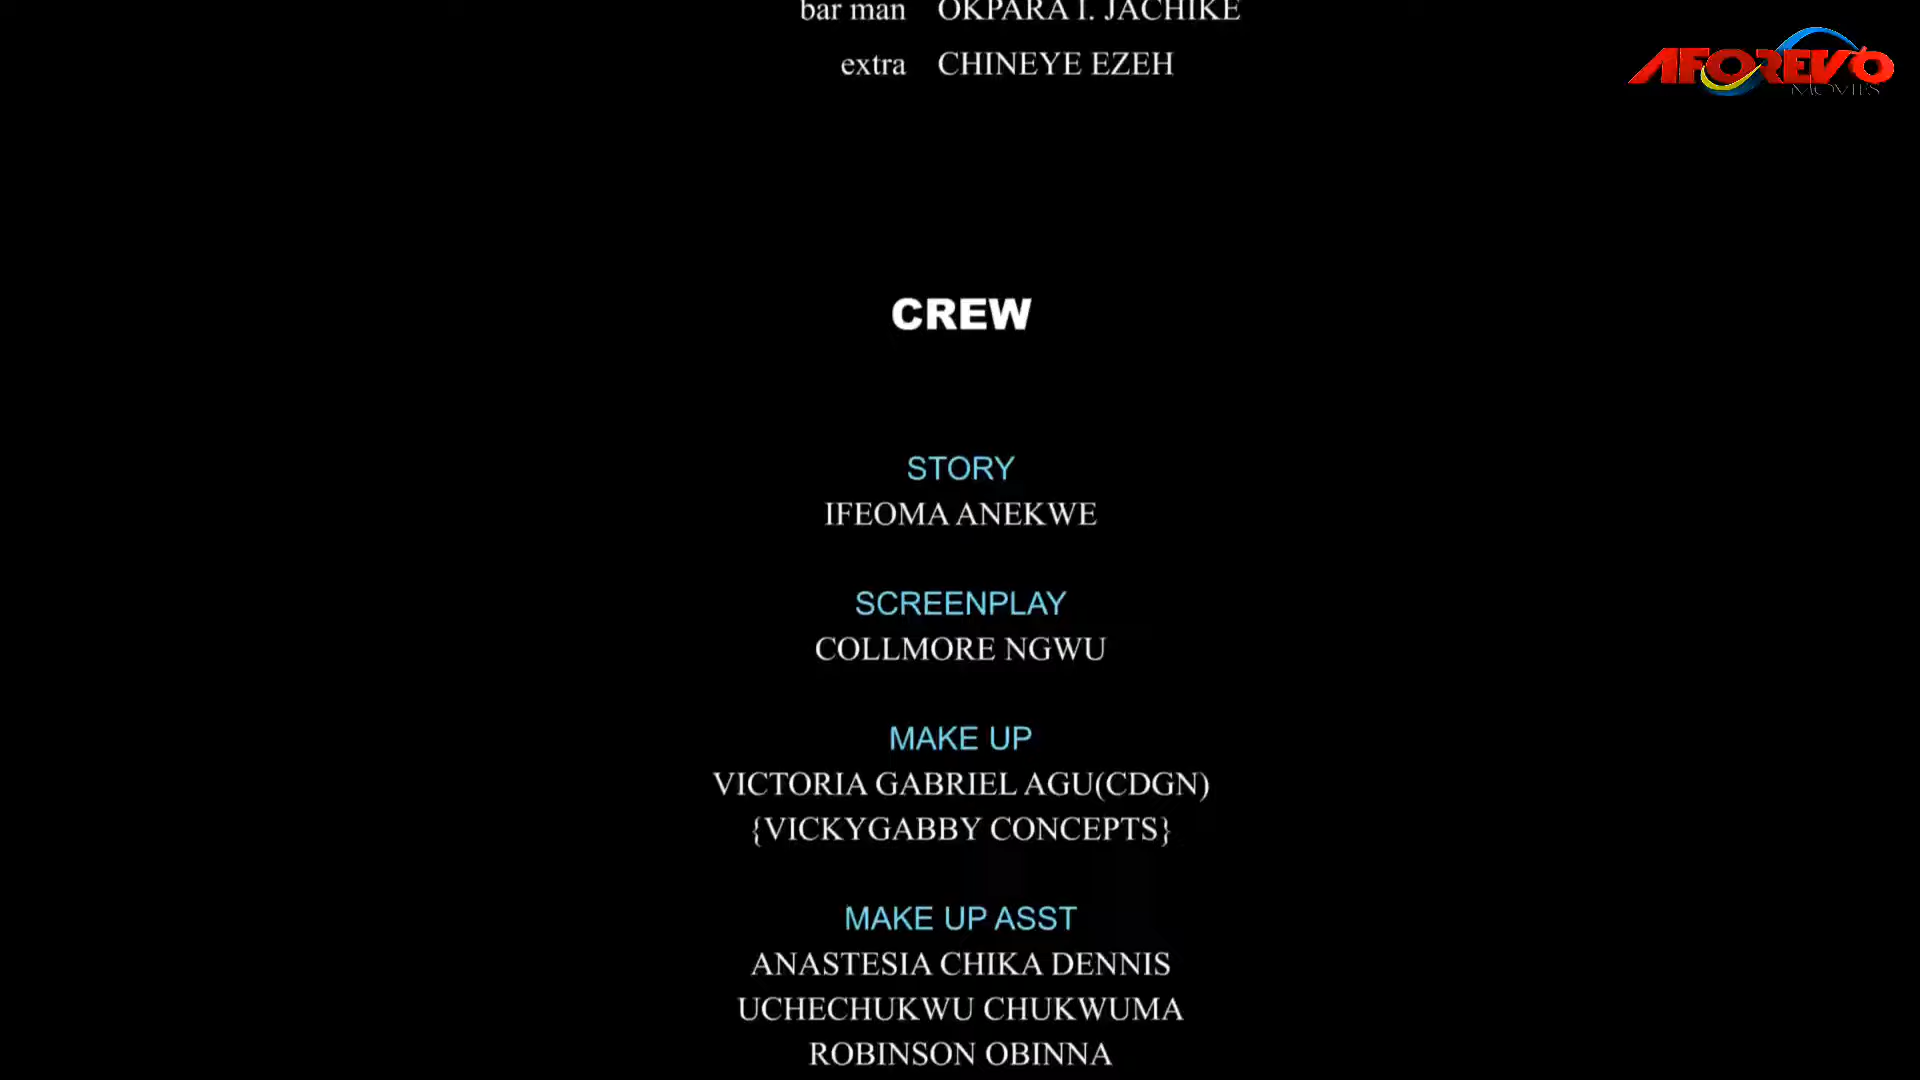 bar man OKPARA I. JACHIKE
extra CHINEYE EZEH
AFOREVO
MOVIES
CREW
STORY
IFEOMA ANEKWE
SCREENPLAY
COLLMORE NGWU
MAKE UP
VICTORIA GABRIEL AGU(CDGN)
{VICKYGABBY CONCEPTS}
MAKE UP ASST
ANASTESIA CHIKA DENNIS
UCHECHUKWU CHUKWUMA
ROBINSON OBINNA